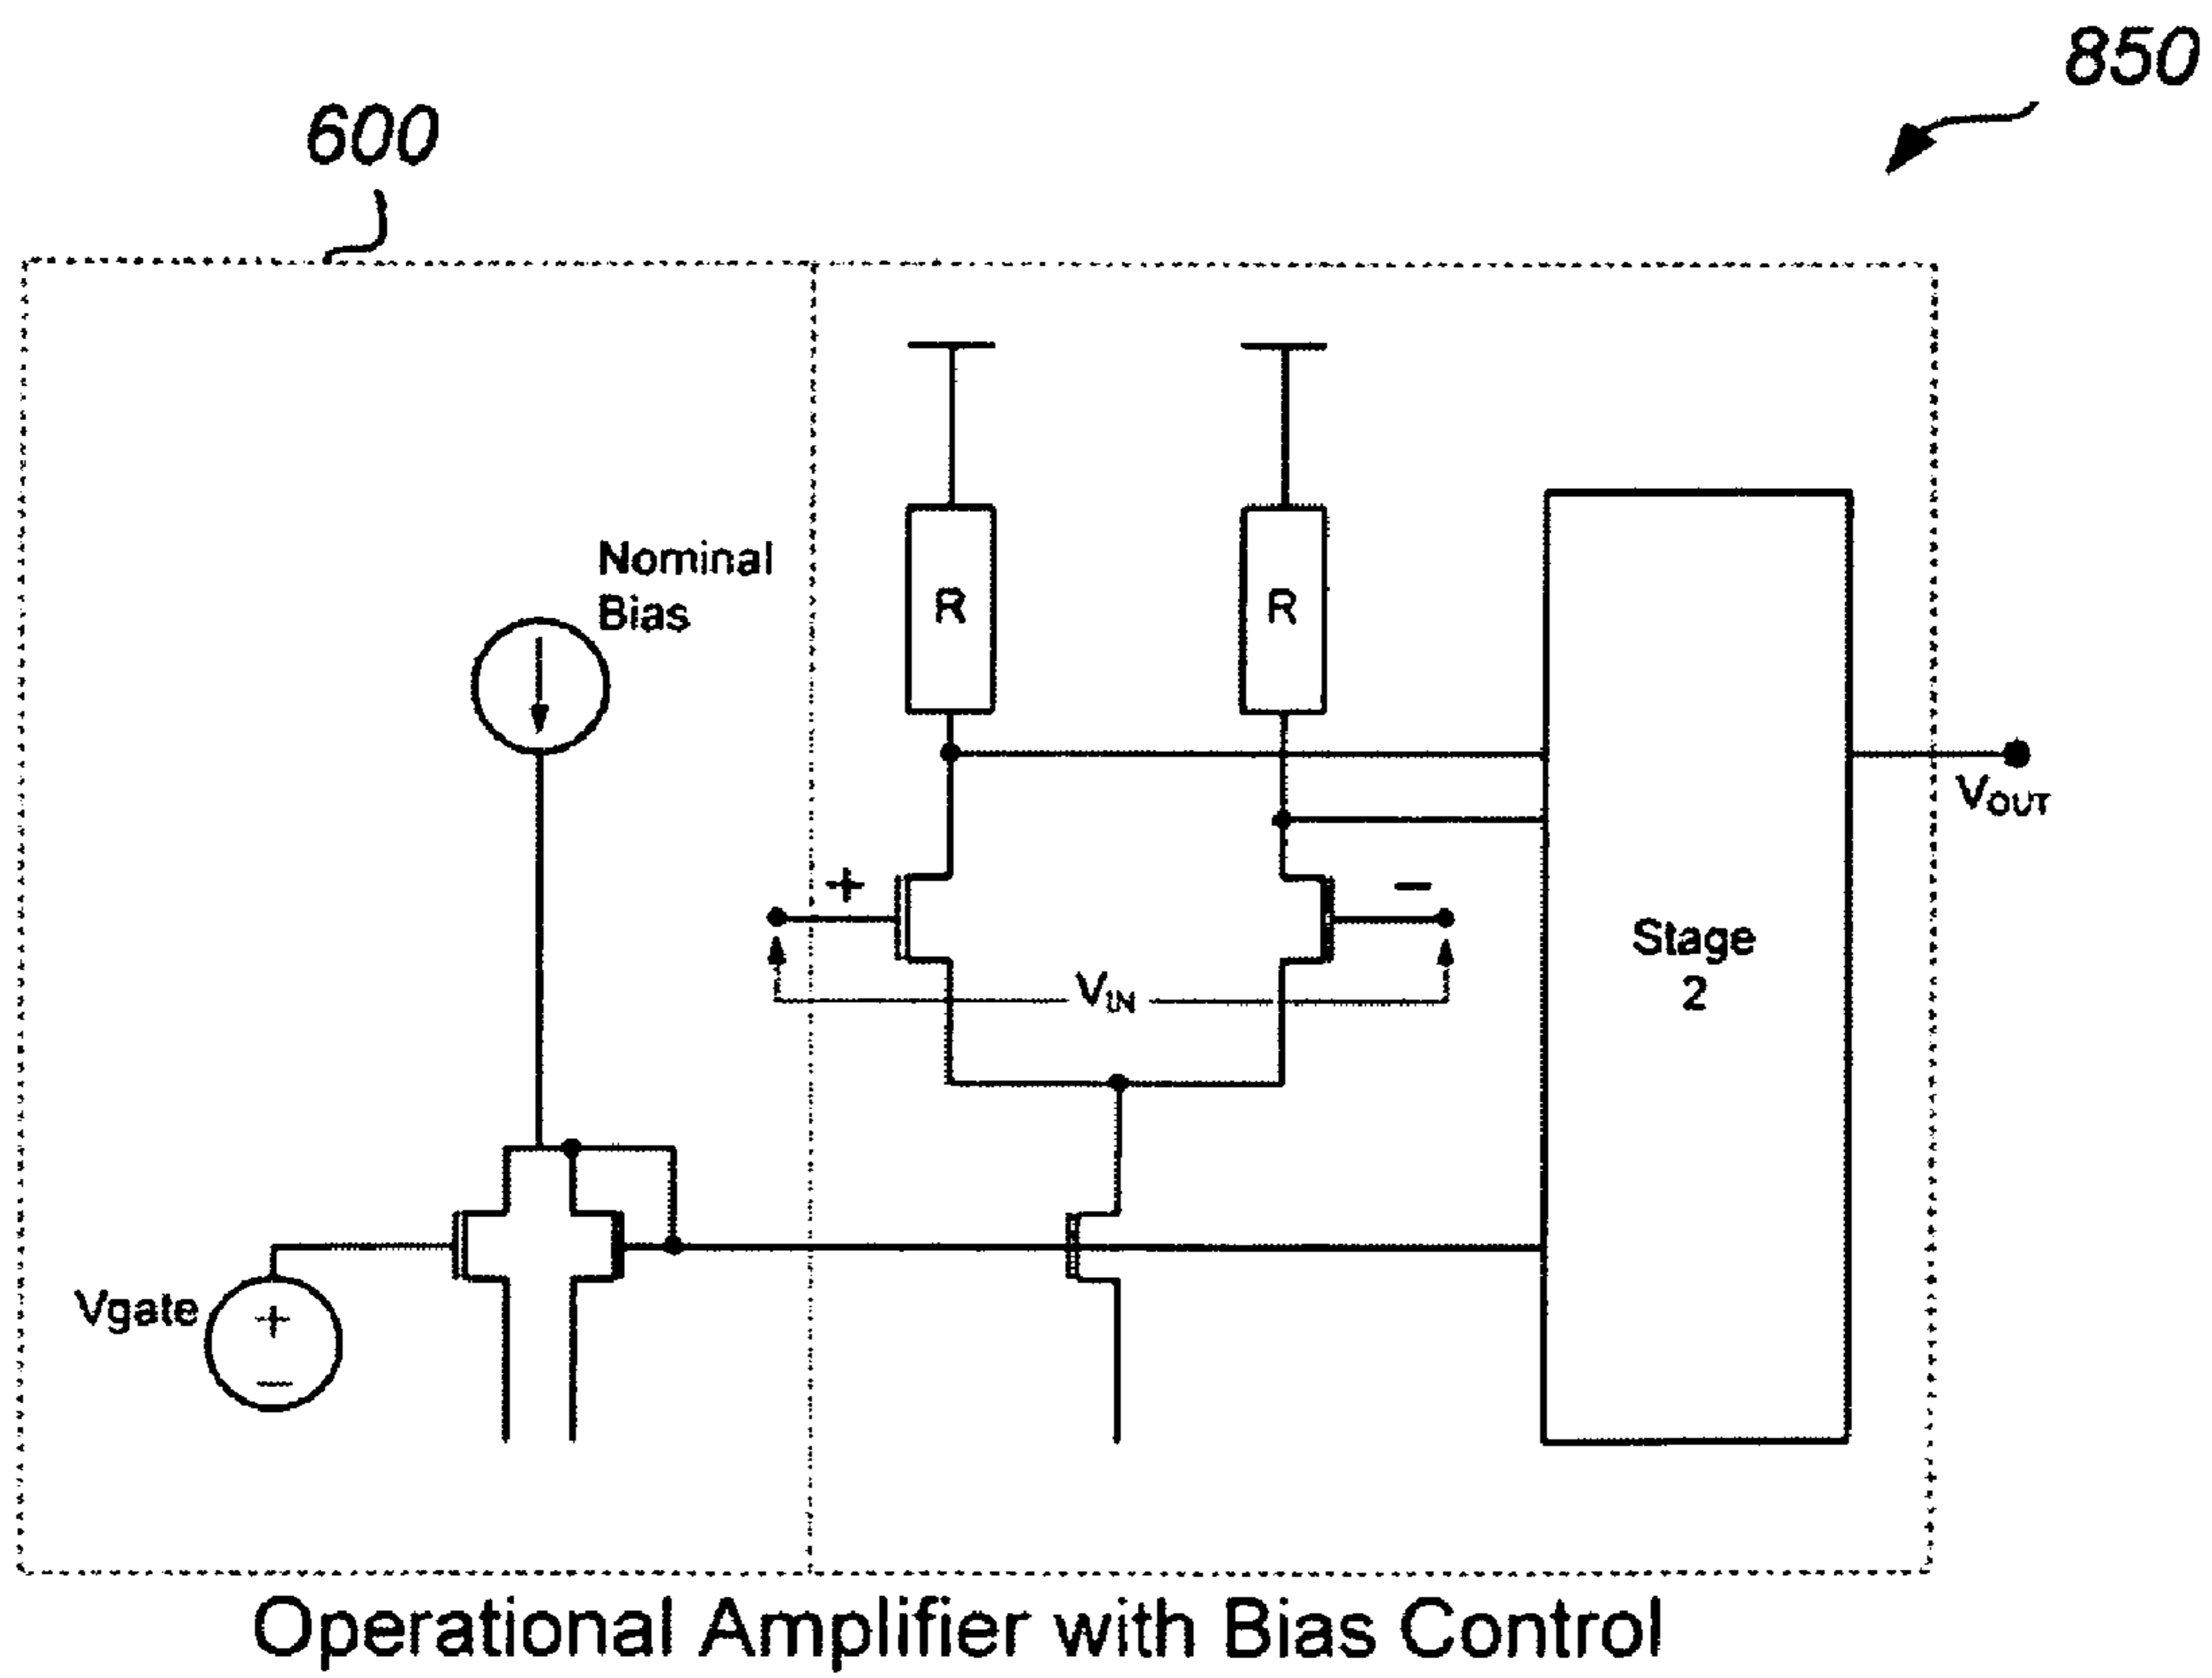 850
600
Nominal
Bias
R
R
VOUT
+
−
VIN
Stage
2
Vgate
+
−
Operational Amplifier with Bias Control